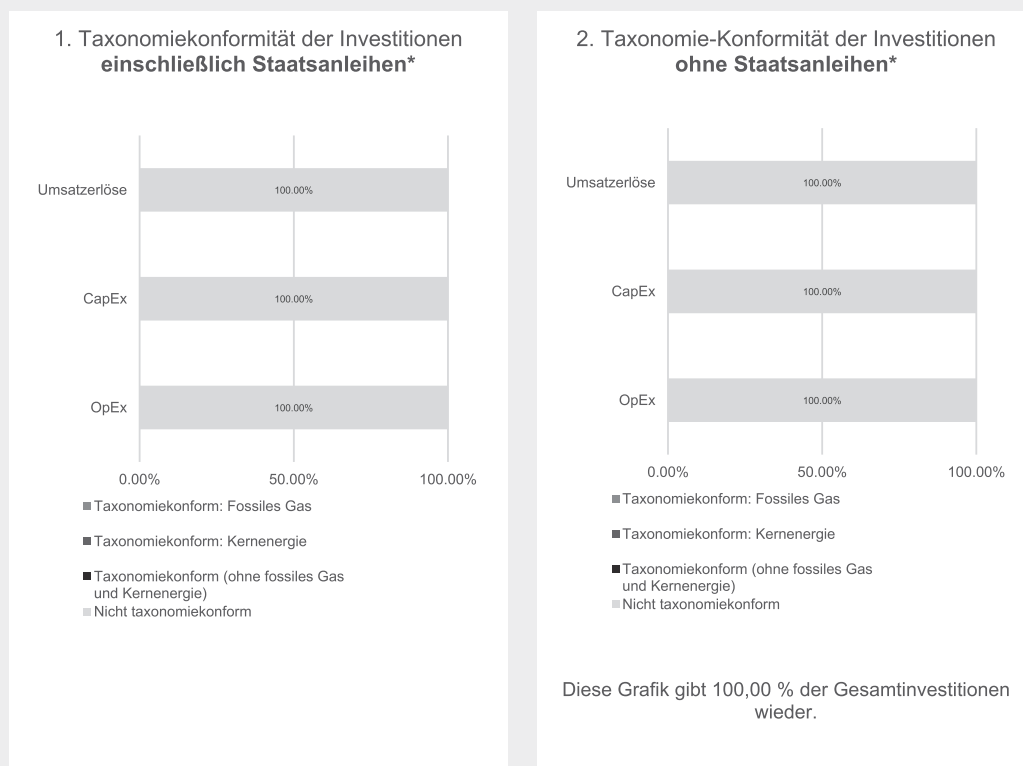 1. Taxonomiekonformität der Investitionen
einschließlich Staatsanleihen*
Umsatzerlöse
100.00%
CapEx
100.00%
OpEx
100.00%
0.00%
50.00%
100.00%
Taxonomiekonform: Fossiles Gas
Taxonomiekonform: Kernenergie
Taxonomiekonform (ohne fossiles Gas
und Kernenergie)
Nicht taxonomiekonform
2. Taxonomie-Konformität der Investitionen
ohne Staatsanleihen*
Umsatzerlöse
100.00%
CapEx
100.00%
OpEx
100.00%
0.00%
50.00%
100.00%
Taxonomiekonform: Fossiles Gas
Taxonomiekonform: Kernenergie
Taxonomiekonform (ohne fossiles Gas
und Kernenergie)
Nicht taxonomiekonform
Diese Grafik gibt 100,00 % der Gesamtinvestitionen
wieder.